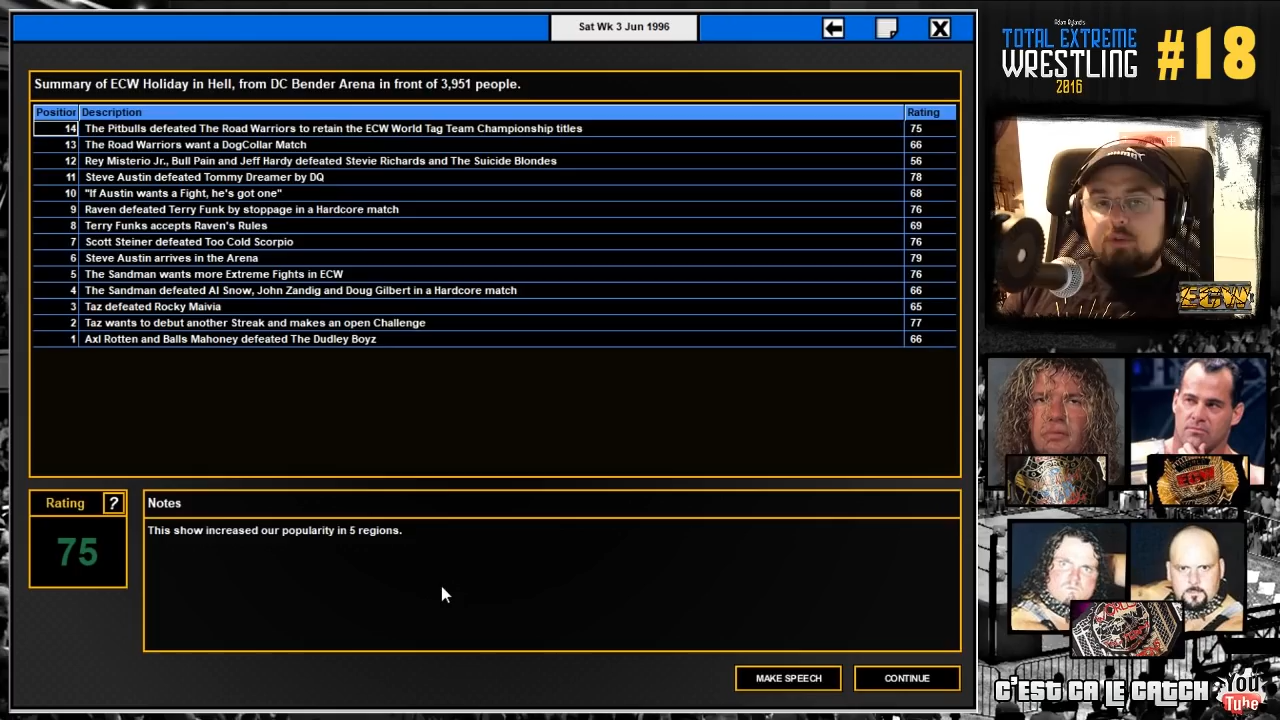 Sat Wk 3 Jun 1996
Adam Ryland's
TOTAL EXTREME
WRESTLING
2016
#18
Summary of ECW Holiday in Hell, from DC Bender Arena in front of 3,951 people.
Position Description Rating
14 The Pitbulls defeated The Road Warriors to retain the ECW World Tag Team Championship titles 75
13 The Road Warriors want a DogCollar Match 66
12 Rey Misterio Jr., Bull Pain and Jeff Hardy defeated Stevie Richards and The Suicide Blondes 56
11 Steve Austin defeated Tommy Dreamer by DQ 78
10 "If Austin wants a Fight, he's got one" 68
9 Raven defeated Terry Funk by stoppage in a Hardcore match 76
8 Terry Funks accepts Raven's Rules 69
7 Scott Steiner defeated Too Cold Scorpio 76
6 Steve Austin arrives in the Arena 79
5 The Sandman wants more Extreme Fights in ECW 76
4 The Sandman defeated Al Snow, John Zandig and Doug Gilbert in a Hardcore match 66
3 Taz defeated Rocky Maivia 65
2 Taz wants to debut another Streak and makes an open Challenge 77
1 Axl Rotten and Balls Mahoney defeated The Dudley Boyz 66
ECW
Rating ?
75
Notes
This show increased our popularity in 5 regions.
MAKE SPEECH
CONTINUE
C'EST CA LE CATCH
You
Tube